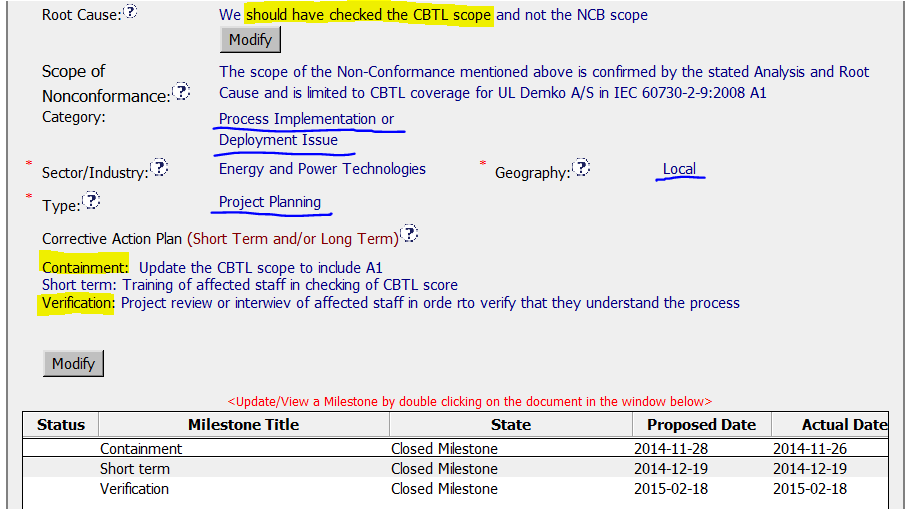 Root Cause: ? We should have checked the CBTL scope and not the NCB scope
Modify
Scope of The scope of the Non-Conformance mentioned above is confirmed by the stated Analysis and Root
Nonconformance: ? Cause and is limited to CBTL coverage for UL Demko A/S in IEC 60730-2-9:2008 A1
Category: Process Implementation or
Deployment Issue
* Sector/Industry: ? Energy and Power Technologies * Geography: ? Local
* Type: ? Project Planning
Corrective Action Plan (Short Term and/or Long Term) ?
Containment: Update the CBTL scope to include A1
Short term: Training of affected staff in checking of CBTL score
Verification: Project review or interwiev of affected staff in orde rto verify that they understand the process
Modify
<Update/View a Milestone by double clicking on the document in the window below>
Status Milestone Title State Proposed Date Actual Date
Containment Closed Milestone 2014-11-28 2014-11-26
Short term Closed Milestone 2014-12-19 2014-12-19
Verification Closed Milestone 2015-02-18 2015-02-18